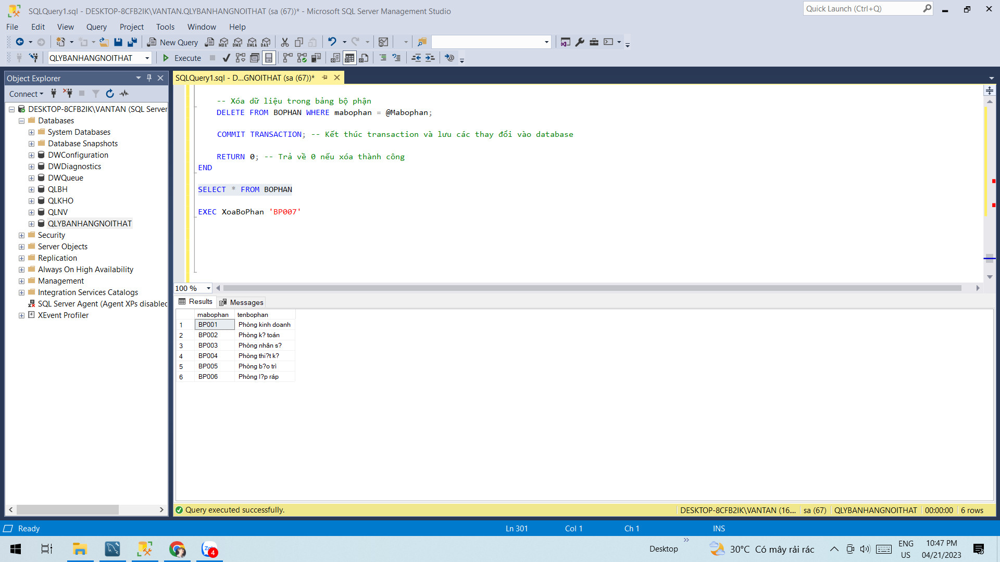 SQLQuery1.sql - DESKTOP-8CFB2IK\VANTAN.QLYBANHANGNOITHAT (sa (67))* - Microsoft SQL Server Management Studio
Quick Launch (Ctrl+Q)
File Edit View Query Project Tools Window Help
New Query MDX DMX XMLA DAX
QLYBANHANGNOITHAT Execute
Object Explorer
SQLQuery1.sql - D...GNOITHAT (sa (67))*
Connect
DESKTOP-8CFB2IK\VANTAN (SQL Server
Databases
System Databases
Database Snapshots
DWConfiguration
DWDiagnostics
DWQueue
QLBH
QLKHO
QLNV
QLYBANHANGNOITHAT
Security
Server Objects
Replication
Always On High Availability
Management
Integration Services Catalogs
SQL Server Agent (Agent XPs disabled
XEvent Profiler
-- Xóa dữ liệu trong bảng bộ phận
DELETE FROM BOPHAN WHERE mabophan = @Mabophan;
COMMIT TRANSACTION; -- Kết thúc transaction và lưu các thay đổi vào database
RETURN 0; -- Trả về 0 nếu xóa thành công
END
SELECT * FROM BOPHAN
EXEC XoaBoPhan 'BP007'
100 %
Results Messages
mabophan tenbophan
1 BP001 Phòng kinh doanh
2 BP002 Phòng k? toán
3 BP003 Phòng nhân s?
4 BP004 Phòng thi?t k?
5 BP005 Phòng b?o trì
6 BP006 Phòng l?p ráp
Query executed successfully.
DESKTOP-8CFB2IK\VANTAN (16.... sa (67) QLYBANHANGNOITHAT 00:00:00 6 rows
Ready Ln 301 Col 1 Ch 1 INS
Desktop 30°C Có mây rải rác ENG US 10:47 PM 04/21/2023
4